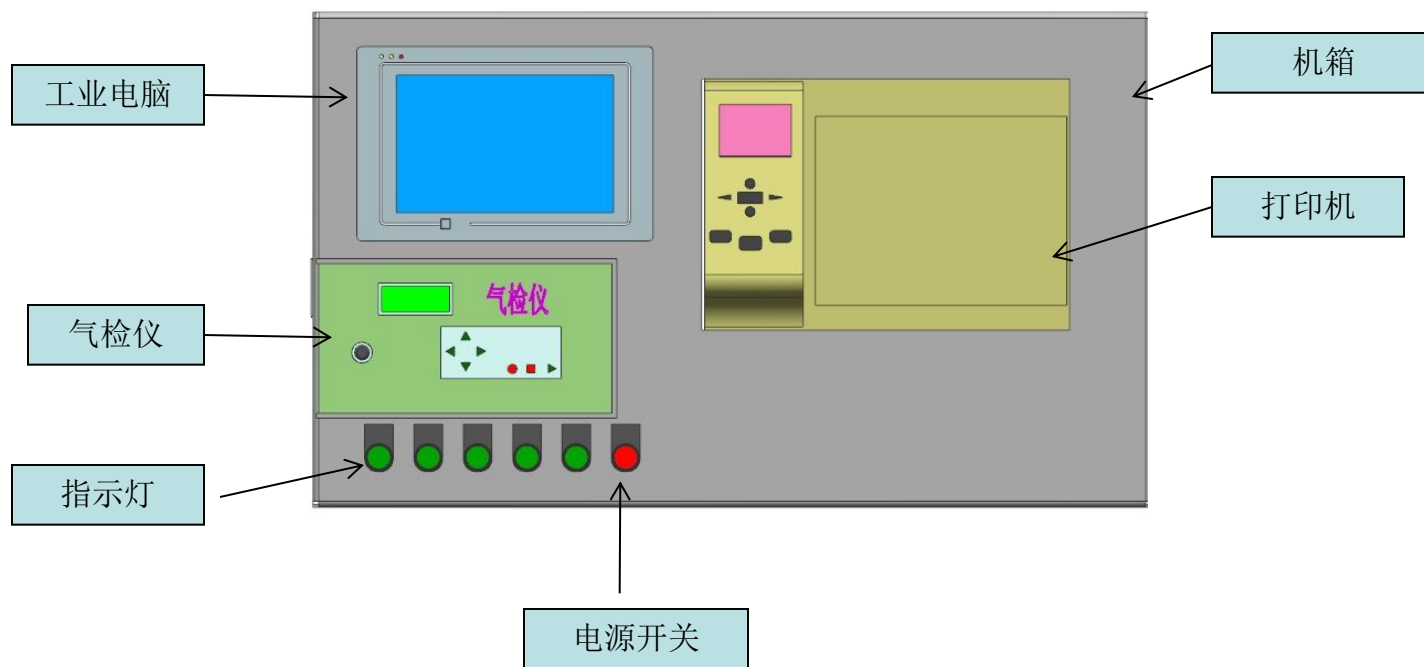 工业电脑
机箱
打印机
气检仪
气检仪
指示灯
电源开关